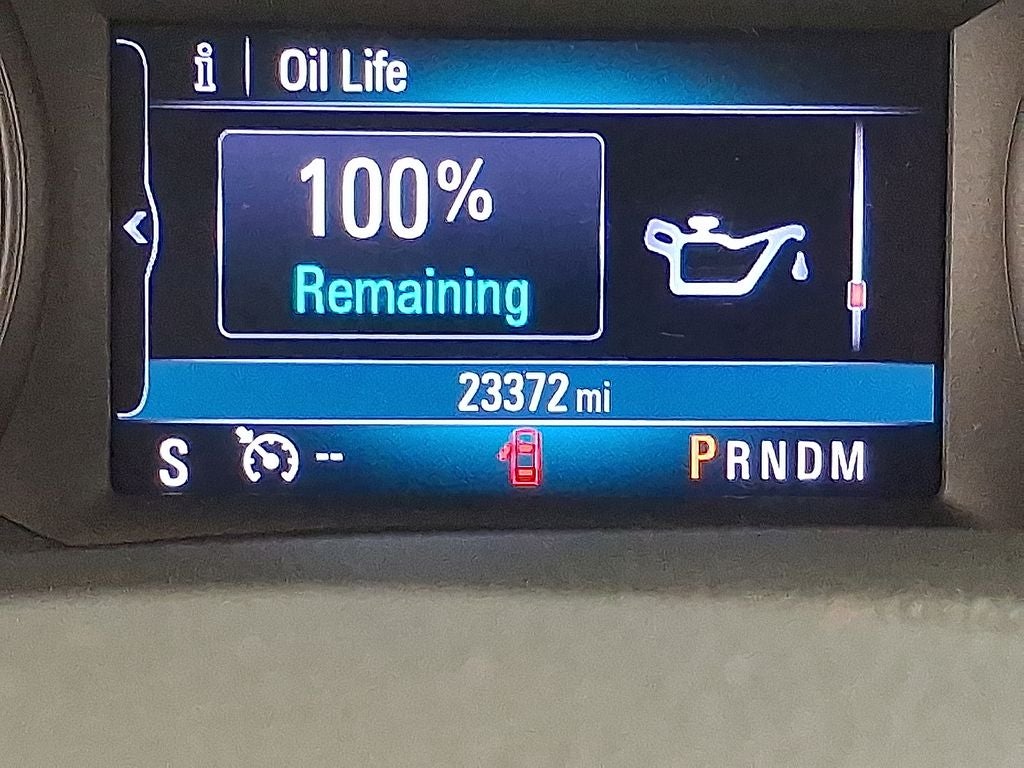 i Oil Life
100%
Remaining
23372 mi
S -- PRNDM